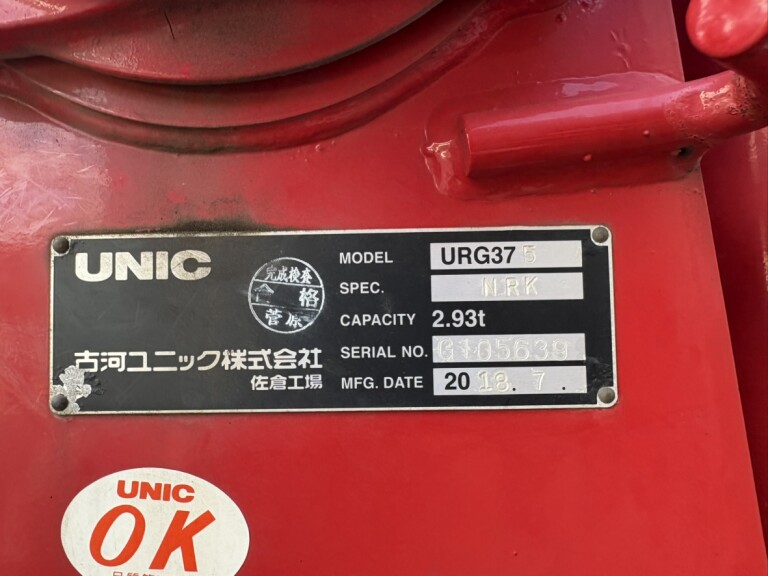 UNIC
完成検査
合格
菅原
古河ユニック株式会社
佐倉工場
MODEL URG375
SPEC. NRK
CAPACITY 2.93t
SERIAL NO. G105639
MFG. DATE 2018. 7.
UNIC
OK